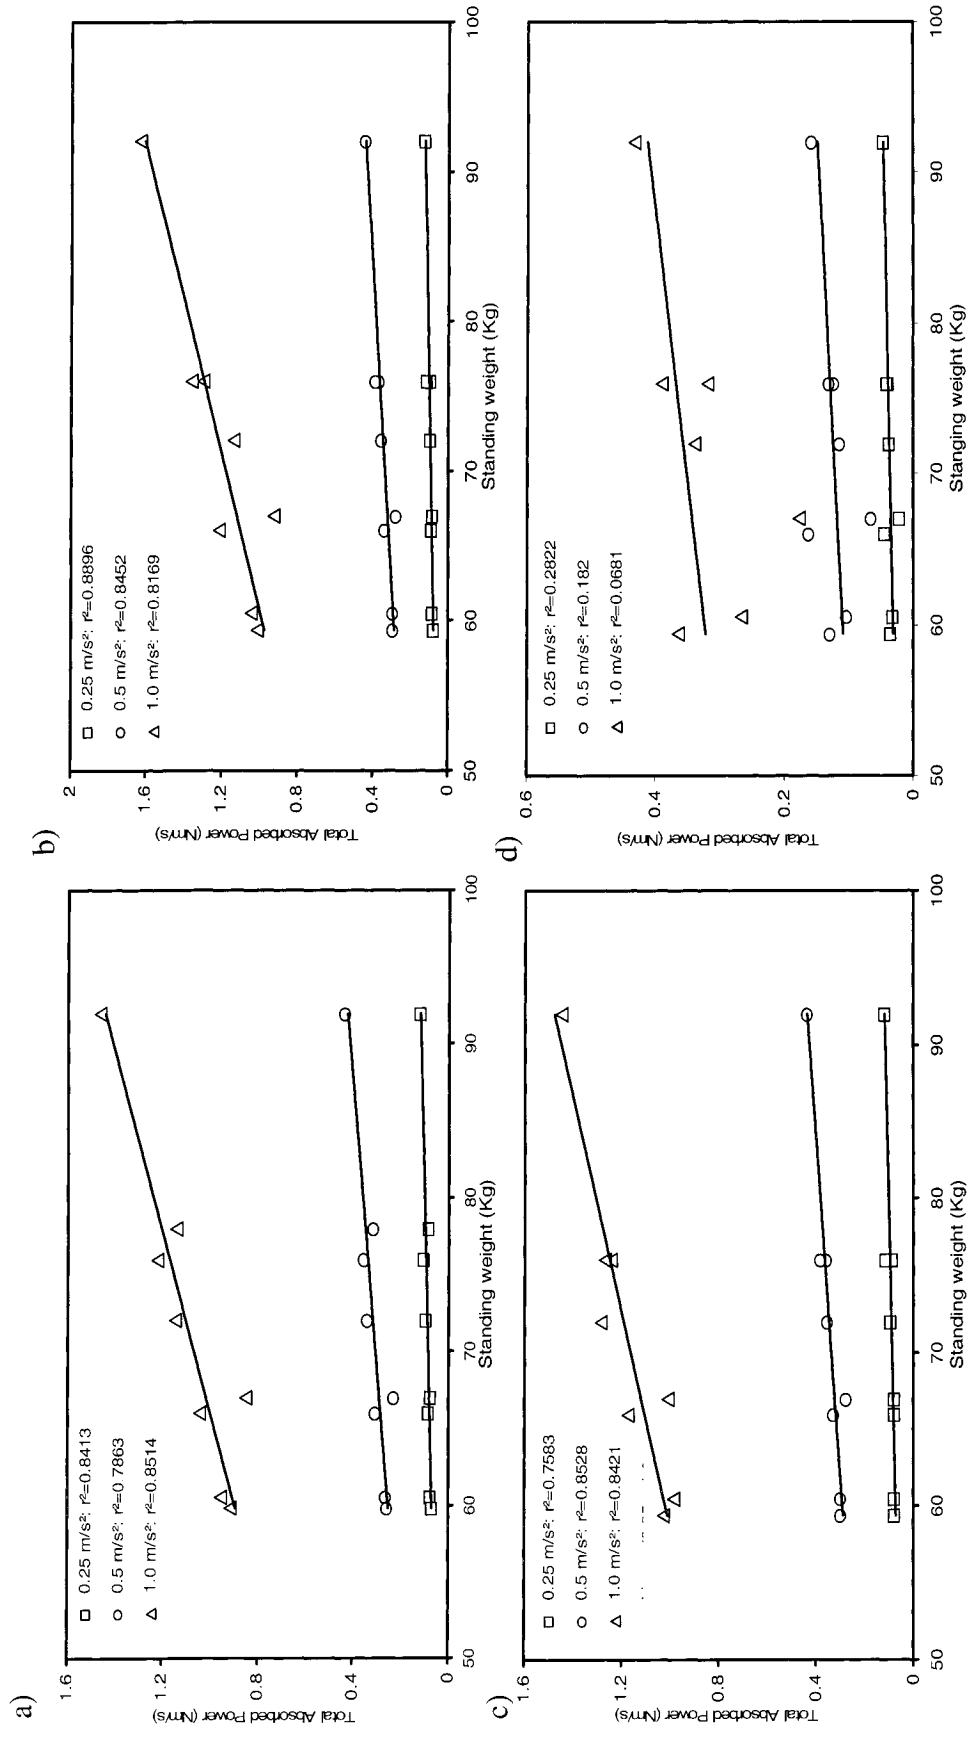 a)
1.6
1.2
0.8
0.4
0
Total Absorbed Power (Nm/s)
□ 0.25 m/s²; r²=0.8413
○ 0.5 m/s²; r²=0.7863
△ 1.0 m/s²; r²=0.8514
50
60
70
80
90
100
Standing weight (Kg)
b)
2
1.6
1.2
0.8
0.4
0
Total Absorbed Power (Nm/s)
□ 0.25 m/s²; r²=0.8896
○ 0.5 m/s²; r²=0.8452
△ 1.0 m/s²; r²=0.8169
50
60
70
80
90
100
Standing weight (Kg)
c)
1.6
1.2
0.8
0.4
0
Total Absorbed Power (Nm/s)
□ 0.25 m/s²; r²=0.7583
○ 0.5 m/s²; r²=0.8528
△ 1.0 m/s²; r²=0.8421
50
60
70
80
90
100
Standing weight (Kg)
d)
0.6
0.4
0.2
0
Total Absorbed Power (Nm/s)
□ 0.25 m/s²; r²=0.2822
○ 0.5 m/s²; r²=0.182
△ 1.0 m/s²; r²=0.0681
50
60
70
80
90
100
Stanging weight (Kg)